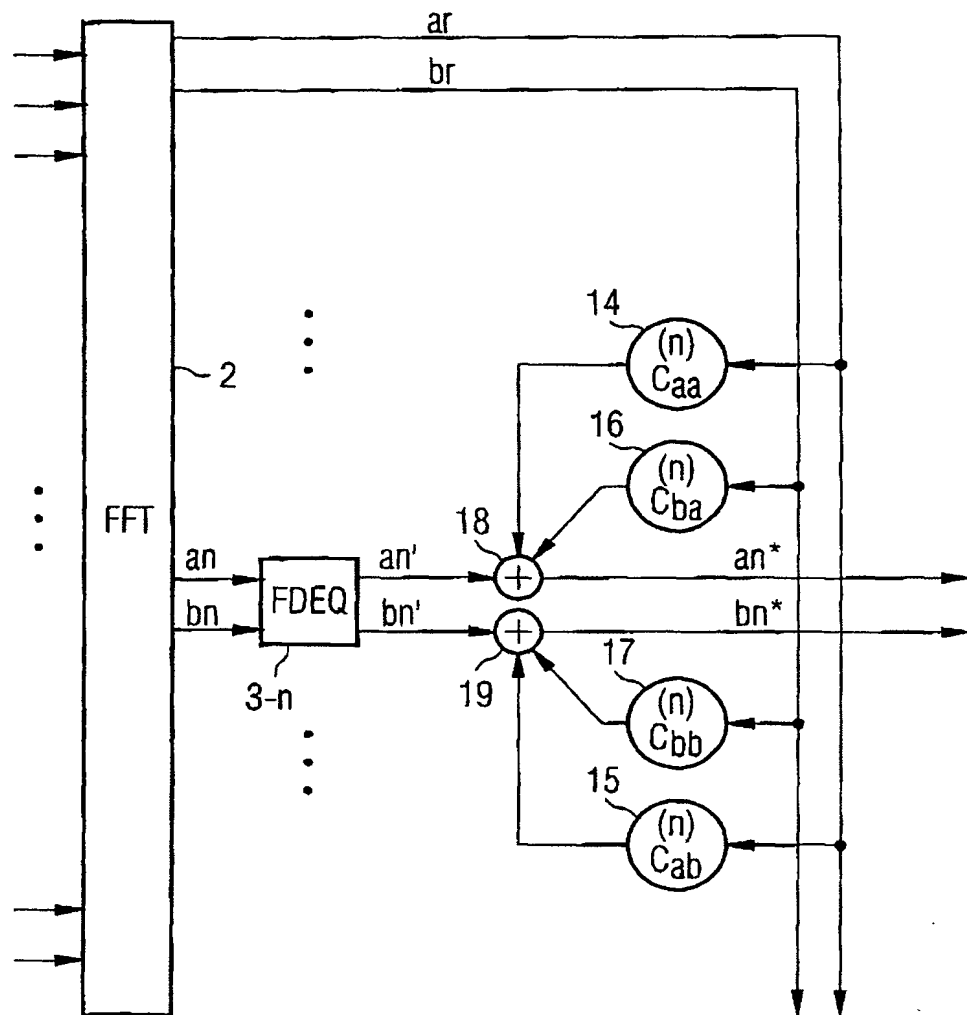 ar
br
14
(n)
Caa
2
16
(n)
Cba
FFT
18
an
an'
+
an*
FDEQ
bn
bn'
+
bn*
3-n
19
17
(n)
Cbb
15
(n)
Cab